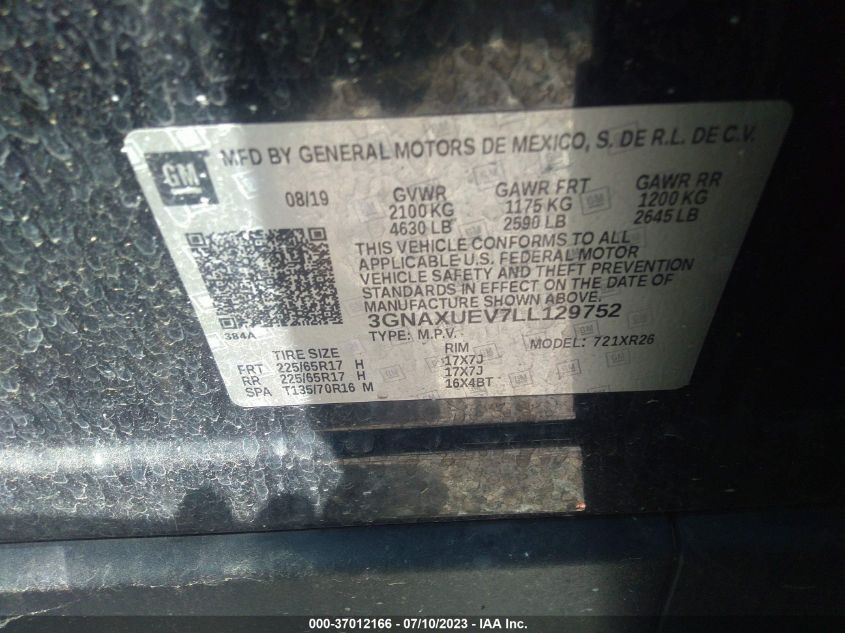 GM
MFD BY GENERAL MOTORS DE MEXICO, S. DE R.L. DE C.V.
08/19 GVWR GAWR FRT GAWR RR
2100 KG 1175 KG 1200 KG
4630 LB 2590 LB 2645 LB
THIS VEHICLE CONFORMS TO ALL
APPLICABLE U.S. FEDERAL MOTOR
VEHICLE SAFETY AND THEFT PREVENTION
STANDARDS IN EFFECT ON THE DATE OF
MANUFACTURE SHOWN ABOVE.
3GNAXUEV7LL129752
384A TYPE: M.P.V. MODEL: 721XR26
TIRE SIZE RIM
FRT 225/65R17 H 17X7J
RR 225/65R17 H 17X7J
SPA T135/70R16 M 16X4BT
000-37012166 - 07/10/2023 - IAA Inc.